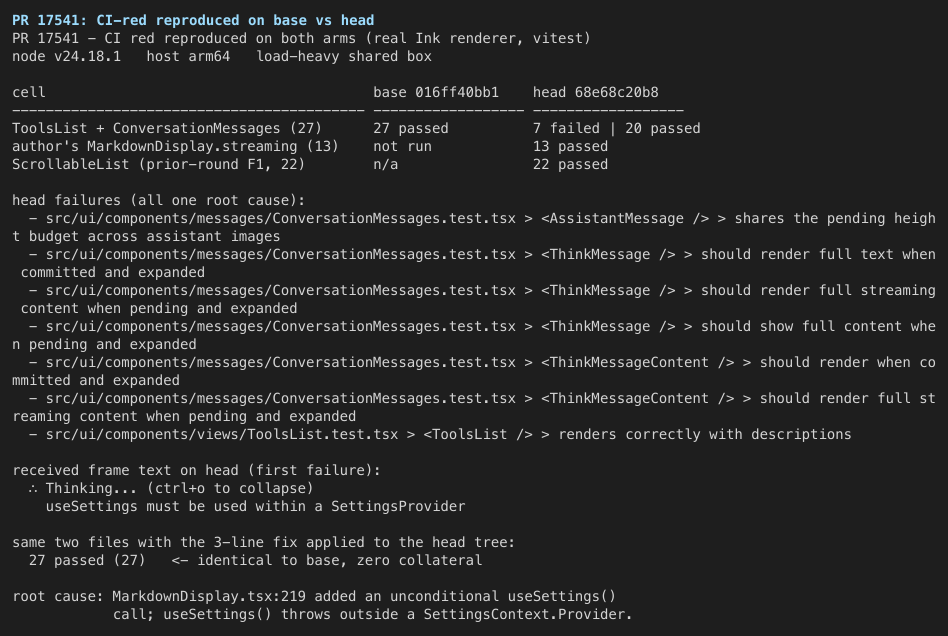 PR 17541: CI-red reproduced on base vs head
PR 17541 — CI red reproduced on both arms (real Ink renderer, vitest)
node v24.18.1   host arm64   load-heavy shared box
cell                                       base 016ff40bb1    head 68e68c20b8
────────────────────────────────────────── ────────────────── ──────────────────
ToolsList + ConversationMessages (27)      27 passed          7 failed | 20 passed
author's MarkdownDisplay.streaming (13)    not run            13 passed
ScrollableList (prior-round F1, 22)        n/a                22 passed
head failures (all one root cause):
  - src/ui/components/messages/ConversationMessages.test.tsx > <AssistantMessage /> > shares the pending heigh
t budget across assistant images
  - src/ui/components/messages/ConversationMessages.test.tsx > <ThinkMessage /> > should render full text when
 committed and expanded
  - src/ui/components/messages/ConversationMessages.test.tsx > <ThinkMessage /> > should render full streaming
 content when pending and expanded
  - src/ui/components/messages/ConversationMessages.test.tsx > <ThinkMessage /> > should show full content whe
n pending and expanded
  - src/ui/components/messages/ConversationMessages.test.tsx > <ThinkMessageContent /> > should render when co
mmitted and expanded
  - src/ui/components/messages/ConversationMessages.test.tsx > <ThinkMessageContent /> > should render full st
reaming content when pending and expanded
  - src/ui/components/views/ToolsList.test.tsx > <ToolsList /> > renders correctly with descriptions
received frame text on head (first failure):
  ∴ Thinking... (ctrl+o to collapse)
    useSettings must be used within a SettingsProvider
same two files with the 3-line fix applied to the head tree:
  27 passed (27)   <- identical to base, zero collateral
root cause: MarkdownDisplay.tsx:219 added an unconditional useSettings()
            call; useSettings() throws outside a SettingsContext.Provider.